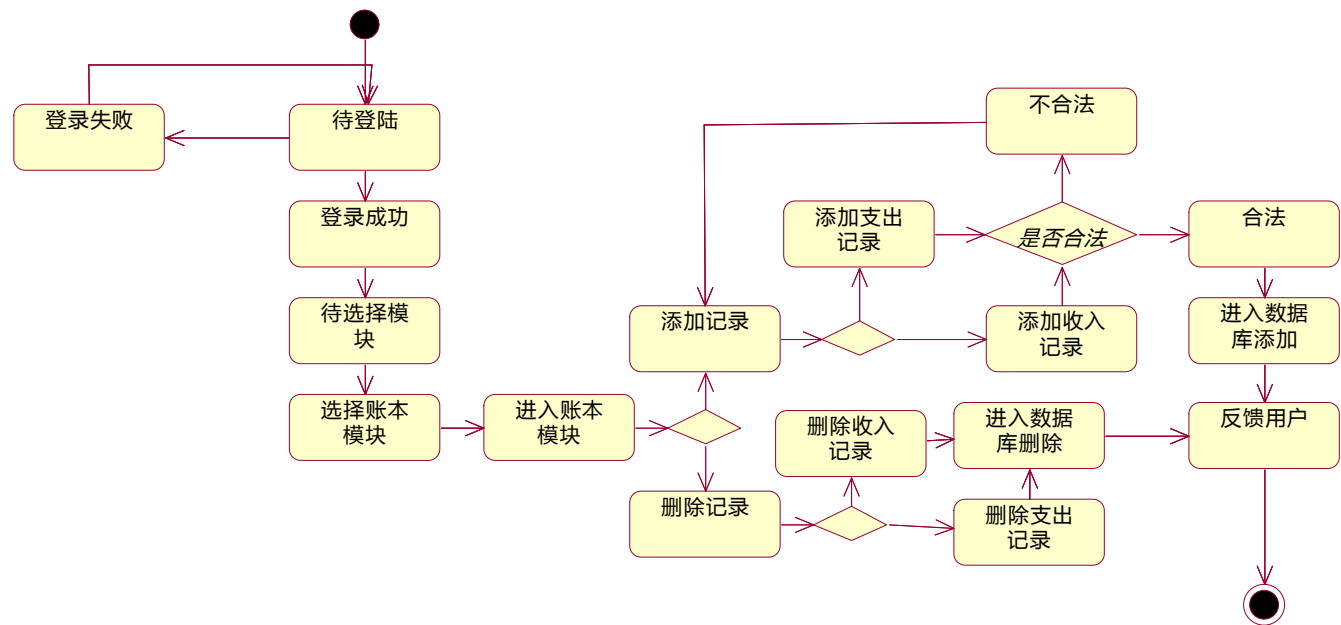 登录失败
待登陆
登录成功
待选择模
块
选择账本
模块
进入账本
模块
添加记录
删除记录
添加支出
记录
不合法
是否合法
添加收入
记录
合法
进入数据
库添加
删除收入
记录
进入数据
库删除
删除支出
记录
反馈用户